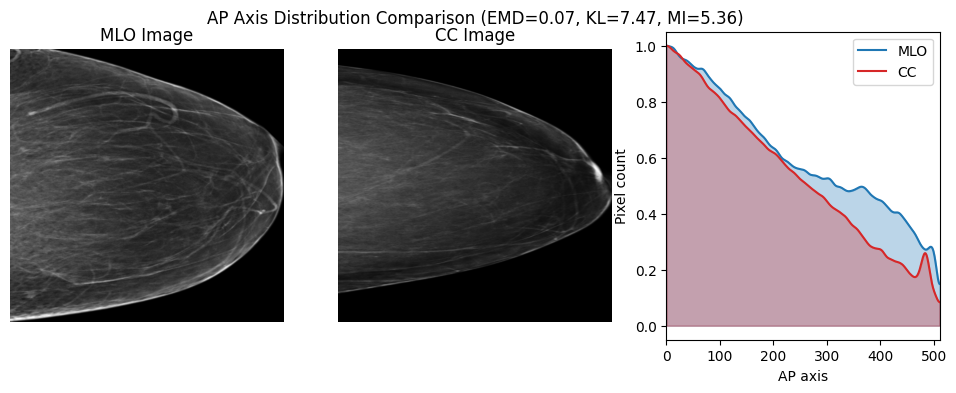 AP Axis Distribution Comparison (EMD=0.07, KL=7.47, MI=5.36)
MLO Image
CC Image
MLO
CC
1.0
0.8
0.6
0.4
0.2
0.0
Pixel count
0 100 200 300 400 500
AP axis